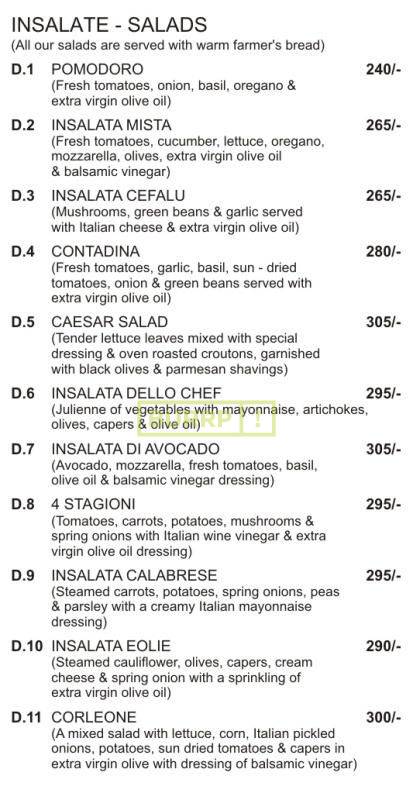 INSALATE - SALADS
(All our salads are served with warm farmer's bread)
D.1 POMODORO 240/-
(Fresh tomatoes, onion, basil, oregano &
extra virgin olive oil)
D.2 INSALATA MISTA 265/-
(Fresh tomatoes, cucumber, lettuce, oregano,
mozzarella, olives, extra virgin olive oil
& balsamic vinegar)
D.3 INSALATA CEFALU 265/-
(Mushrooms, green beans & garlic served
with Italian cheese & extra virgin olive oil)
D.4 CONTADINA 280/-
(Fresh tomatoes, garlic, basil, sun - dried
tomatoes, onion & green beans served with
extra virgin olive oil)
D.5 CAESAR SALAD 305/-
(Tender lettuce leaves mixed with special
dressing & oven roasted croutons, garnished
with black olives & parmesan shavings)
D.6 INSALATA DELLO CHEF 295/-
(Julienne of vegetables with mayonnaise, artichokes,
olives, capers & olive oil)
BURRP!
D.7 INSALATA DI AVOCADO 305/-
(Avocado, mozzarella, fresh tomatoes, basil,
olive oil & balsamic vinegar dressing)
D.8 4 STAGIONI 295/-
(Tomatoes, carrots, potatoes, mushrooms &
spring onions with Italian wine vinegar & extra
virgin olive oil dressing)
D.9 INSALATA CALABRESE 295/-
(Steamed carrots, potatoes, spring onions, peas
& parsley with a creamy Italian mayonnaise
dressing)
D.10 INSALATA EOLIE 290/-
(Steamed cauliflower, olives, capers, cream
cheese & spring onion with a sprinkling of
extra virgin olive oil)
D.11 CORLEONE 300/-
(A mixed salad with lettuce, corn, Italian pickled
onions, potatoes, sun dried tomatoes & capers in
extra virgin olive with dressing of balsamic vinegar)